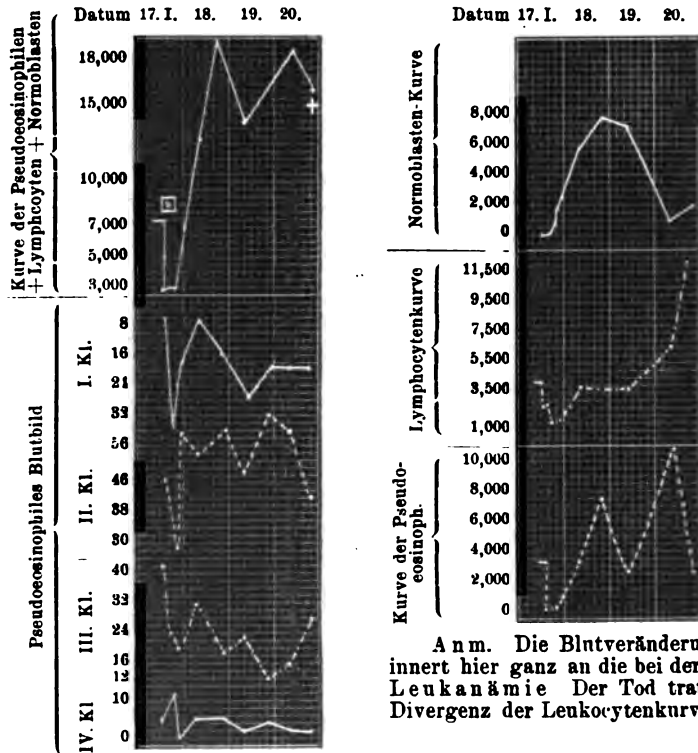 Datum 17. I. 18. 19. 20.
Kurve der Pseudoeosinophilen
+ Lymphcoyten + Normoblasten
18,000
15,000
10,000
7,000
5,000
3,000
Pseudoeosinophiles Blutbild
I. Kl.
8
16
21
II. Kl.
56
46
38
30
III. Kl.
40
33
24
16
12
IV. Kl
10
0
Datum 17. I. 18. 19. 20.
Normoblasten-Kurve
8,000
6,000
4,000
2,000
0
Lymphocytenkurve
11,500
9,500
7,500
5,500
3,500
1,000
Kurve der Pseudo-
eosinoph.
10,000
8,000
6,000
4,000
2,000
0
Anm. Die Blutveränderu
innert hier ganz an die bei der
Leukanämie Der Tod trat
Divergenz der Leukocytenkurv